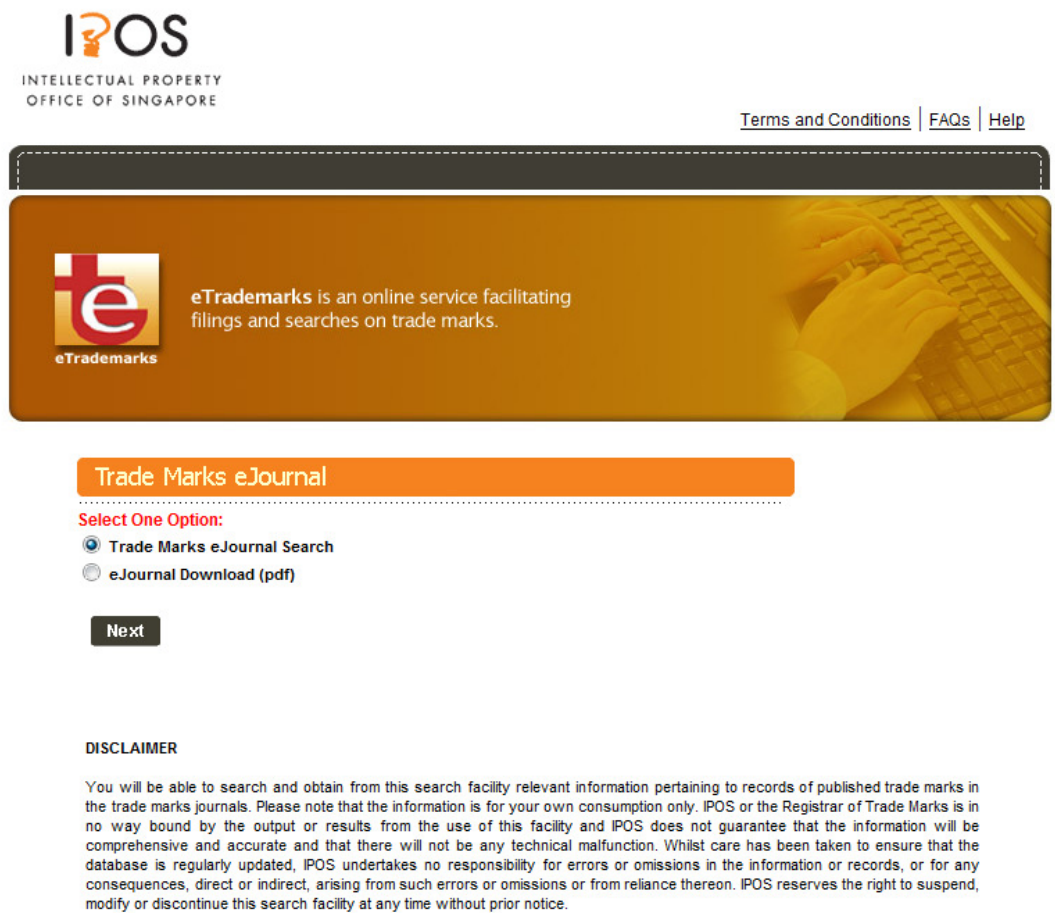 IPOS
INTELLECTUAL PROPERTY
OFFICE OF SINGAPORE
Terms and Conditions | FAQs | Help
te
eTrademarks is an online service facilitating
filings and searches on trade marks.
eTrademarks
Trade Marks eJournal
Select One Option:
Trade Marks eJournal Search
eJournal Download (pdf)
Next
DISCLAIMER
You will be able to search and obtain from this search facility relevant information pertaining to records of published trade marks in
the trade marks journals. Please note that the information is for your own consumption only. IPOS or the Registrar of Trade Marks is in
no way bound by the output or results from the use of this facility and IPOS does not guarantee that the information will be
comprehensive and accurate and that there will not be any technical malfunction. Whilst care has been taken to ensure that the
database is regularly updated, IPOS undertakes no responsibility for errors or omissions in the information or records, or for any
consequences, direct or indirect, arising from such errors or omissions or from reliance thereon. IPOS reserves the right to suspend,
modify or discontinue this search facility at any time without prior notice.